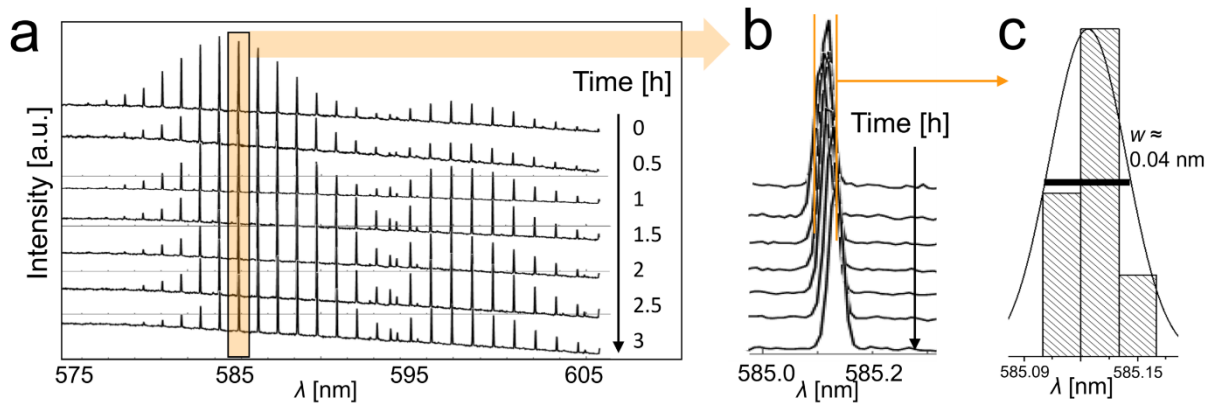 a
Intensity [a.u.]
Time [h]
0
0.5
1
1.5
2
2.5
3
575 585 595 605
λ [nm]
b
Time [h]
585.0 585.2
λ [nm]
c
w ≈
0.04 nm
585.09 585.15
λ [nm]